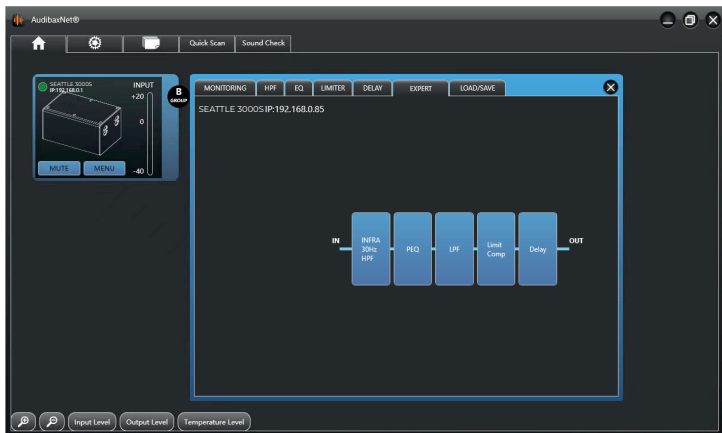 AudibaxNet®
Quick Scan
Sound Check
SEATTLE 3000S
IP:192.168.0.1
INPUT
+20
0
-40
MUTE
MENU
B
GROUP
MONITORING
HPF
EQ
LIMITER
DELAY
EXPERT
LOAD/SAVE
SEATTLE 3000S IP:192.168.0.85
IN
INFRA
30Hz
HPF
PEQ
LPF
Limit
Comp
Delay
OUT
Input Level
Output Level
Temperature Level